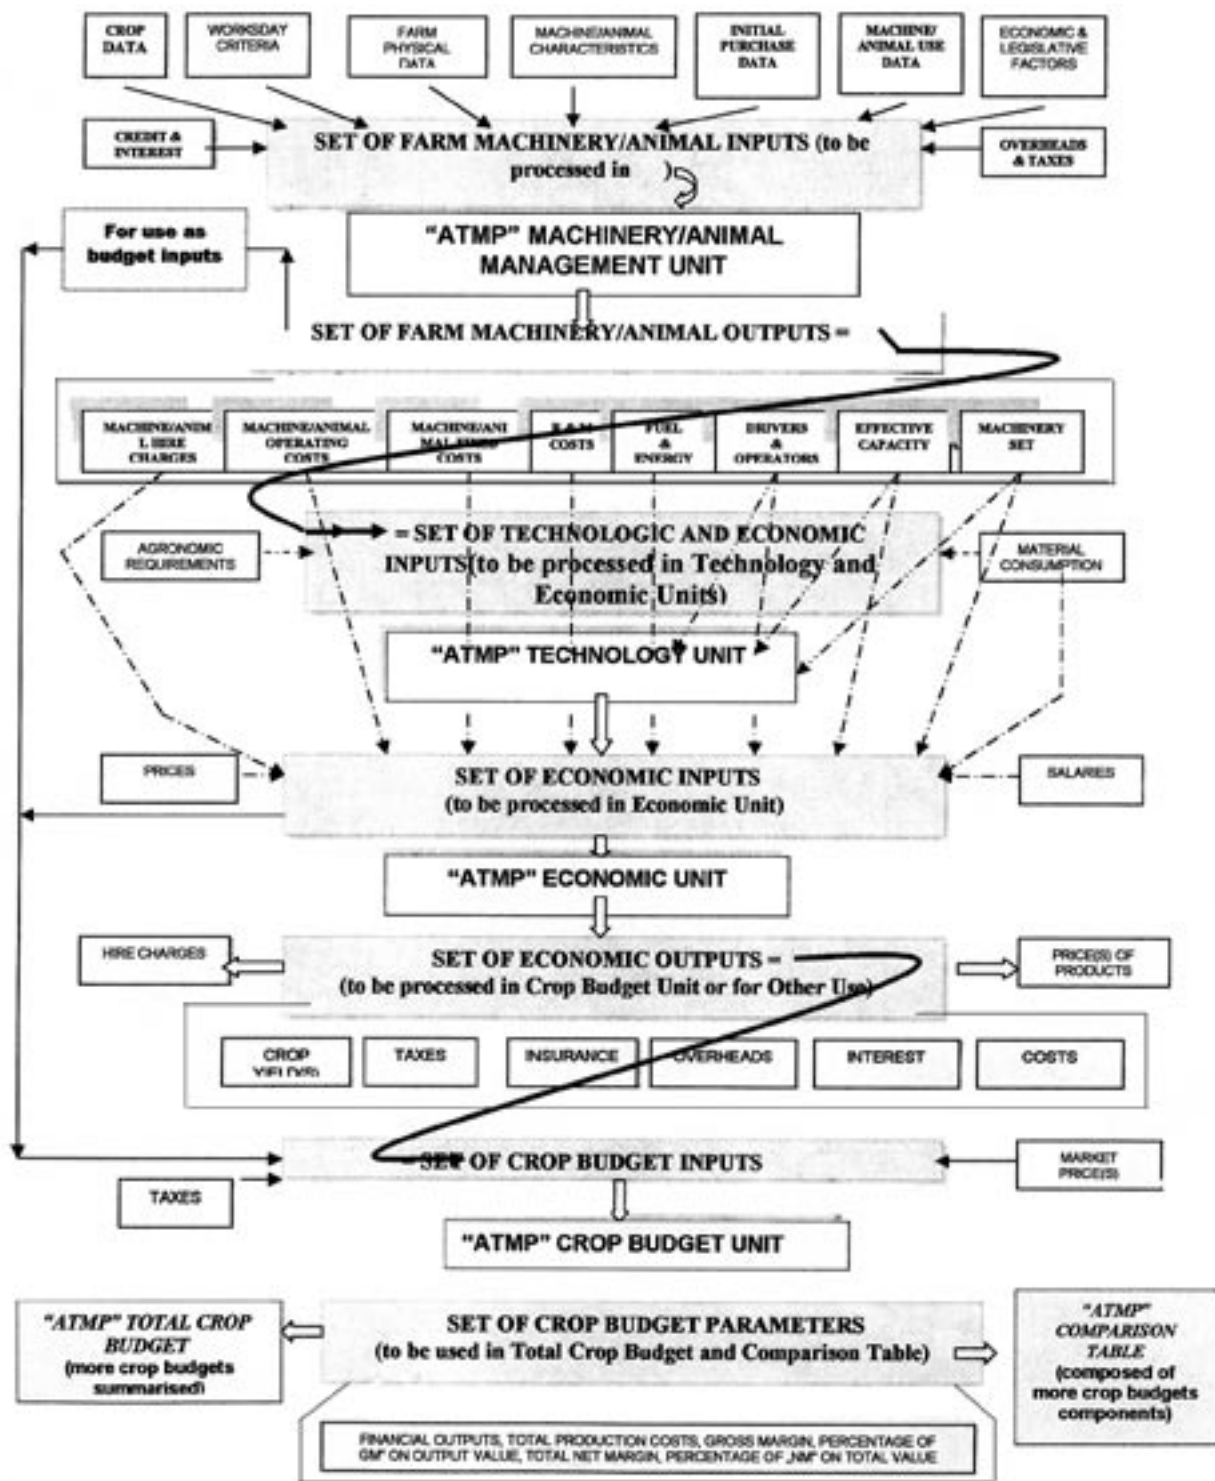 CROP
DATA
WORKSDAY
CRITERIA
FARM
PHYSICAL
DATA
MACHINE/ANIMAL
CHARACTERISTICS
INITIAL
PURCHASE
DATA
MACHINE/
ANIMAL USE
DATA
ECONOMIC &
LEGISLATIVE
FACTORS
CREDIT &
INTEREST
SET OF FARM MACHINERY/ANIMAL INPUTS (to be
processed in ).
OVERHEADS
& TAXES
For use as
budget inputs
"ATMP" MACHINERY/ANIMAL
MANAGEMENT UNIT
SET OF FARM MACHINERY/ANIMAL OUTPUTS =
MACHINE/ANIM
L HIRE
CHARGES
MACHINE/ANIMAL
OPERATING
COSTS
MACHINE/ANI
MAL FIXED
COSTS
R & M
COSTS
FUEL
&
ENERGY
DRIVERS
&
OPERATORS
EFFECTIVE
CAPACITY
MACHINERY
SET
AGRONOMIC
REQUIREMENTS
= SET OF TECHNOLOGIC AND ECONOMIC
INPUTS(to be processed in Technology and
Economic Units)
MATERIAL
CONSUMPTION
"ATMP" TECHNOLOGY UNIT
PRICES
SET OF ECONOMIC INPUTS
(to be processed in Economic Unit)
SALARIES
"ATMP" ECONOMIC UNIT
HIRE CHARGES
SET OF ECONOMIC OUTPUTS =
(to be processed in Crop Budget Unit or for Other Use)
PRICE(S) OF
PRODUCTS
CROP
YIELD(S)
TAXES
INSURANCE
OVERHEADS
INTEREST
COSTS
= SET OF CROP BUDGET INPUTS
MARKET
PRICE(S)
TAXES
"ATMP" CROP BUDGET UNIT
"ATMP" TOTAL CROP
BUDGET
(more crop budgets
summarised)
SET OF CROP BUDGET PARAMETERS
(to be used in Total Crop Budget and Comparison Table)
"ATMP"
COMPARISON
TABLE
(composed of
more crop budgets
components)
FINANCIAL OUTPUTS, TOTAL PRODUCTION COSTS, GROSS MARGIN, PERCENTAGE OF
GM" ON OUTPUT VALUE, TOTAL NET MARGIN, PERCENTAGE OF „NM" ON TOTAL VALUE